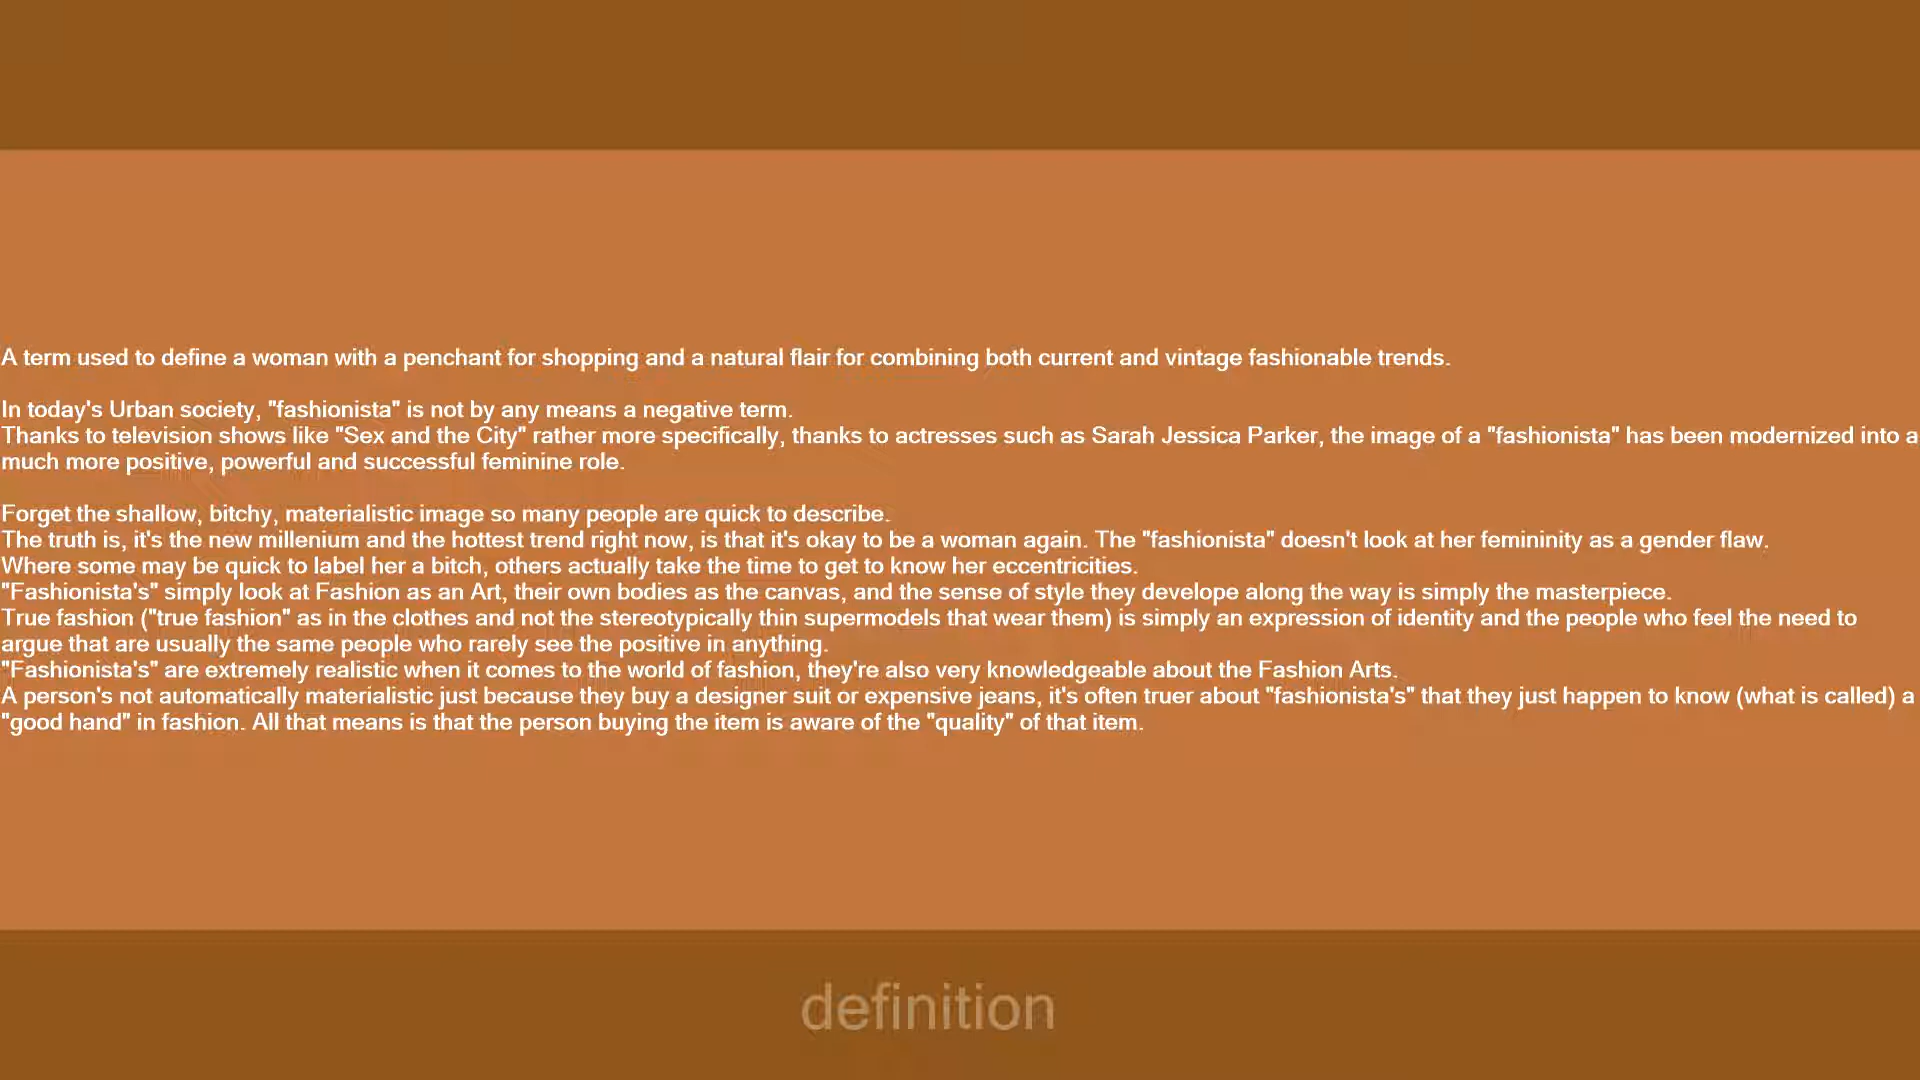 A term used to define a woman with a penchant for shopping and a natural flair for combining both current and vintage fashionable trends.
In today's Urban society, "fashionista" is not by any means a negative term.
Thanks to television shows like "Sex and the City" rather more specifically, thanks to actresses such as Sarah Jessica Parker, the image of a "fashionista" has been modernized into a
much more positive, powerful and successful feminine role.
Forget the shallow, bitchy, materialistic image so many people are quick to describe.
The truth is, it's the new millenium and the hottest trend right now, is that it's okay to be a woman again. The "fashionista" doesn't look at her femininity as a gender flaw.
Where some may be quick to label her a bitch, others actually take the time to get to know her eccentricities.
"Fashionista's" simply look at Fashion as an Art, their own bodies as the canvas, and the sense of style they develope along the way is simply the masterpiece.
True fashion ("true fashion" as in the clothes and not the stereotypically thin supermodels that wear them) is simply an expression of identity and the people who feel the need to
argue that are usually the same people who rarely see the positive in anything.
"Fashionista's" are extremely realistic when it comes to the world of fashion, they're also very knowledgeable about the Fashion Arts.
A person's not automatically materialistic just because they buy a designer suit or expensive jeans, it's often truer about "fashionista's" that they just happen to know (what is called) a
"good hand" in fashion. All that means is that the person buying the item is aware of the "quality" of that item.
definition